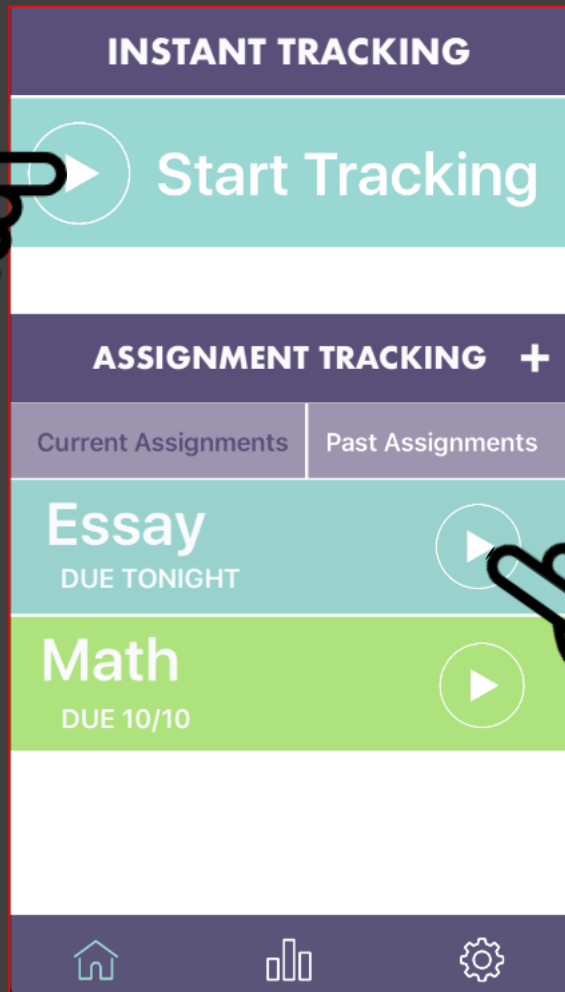 INSTANT TRACKING
Start Tracking
ASSIGNMENT TRACKING +
Current Assignments Past Assignments
Essay
DUE TONIGHT
Math
DUE 10/10